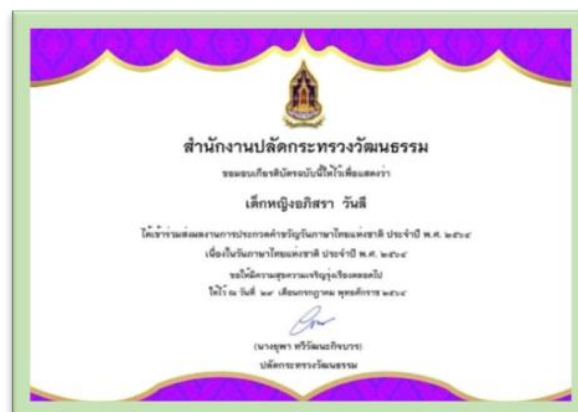 สำนักงานปลัดกระทรวงวัฒนธรรม
ขอมอบเกียรติบัตรฉบับนี้ให้ไว้เพื่อแสดงว่า
เด็กหญิงอภิสรา วันลี
ได้เข้าร่วมส่งผลงานการประกวดคำขวัญวันภาษาไทยแห่งชาติ ประจำปี พ.ศ. ๒๕๖๔
เนื่องในวันภาษาไทยแห่งชาติ ประจำปี พ.ศ. ๒๕๖๔
ขอให้มีความสุขความเจริญรุ่งเรืองตลอดไป
ให้ไว้ ณ วันที่ ๒๙ เดือนกรกฎาคม พุทธศักราช ๒๕๖๔
(นางยุพา ทวีวัฒนะกิจบวร)
ปลัดกระทรวงวัฒนธรรม